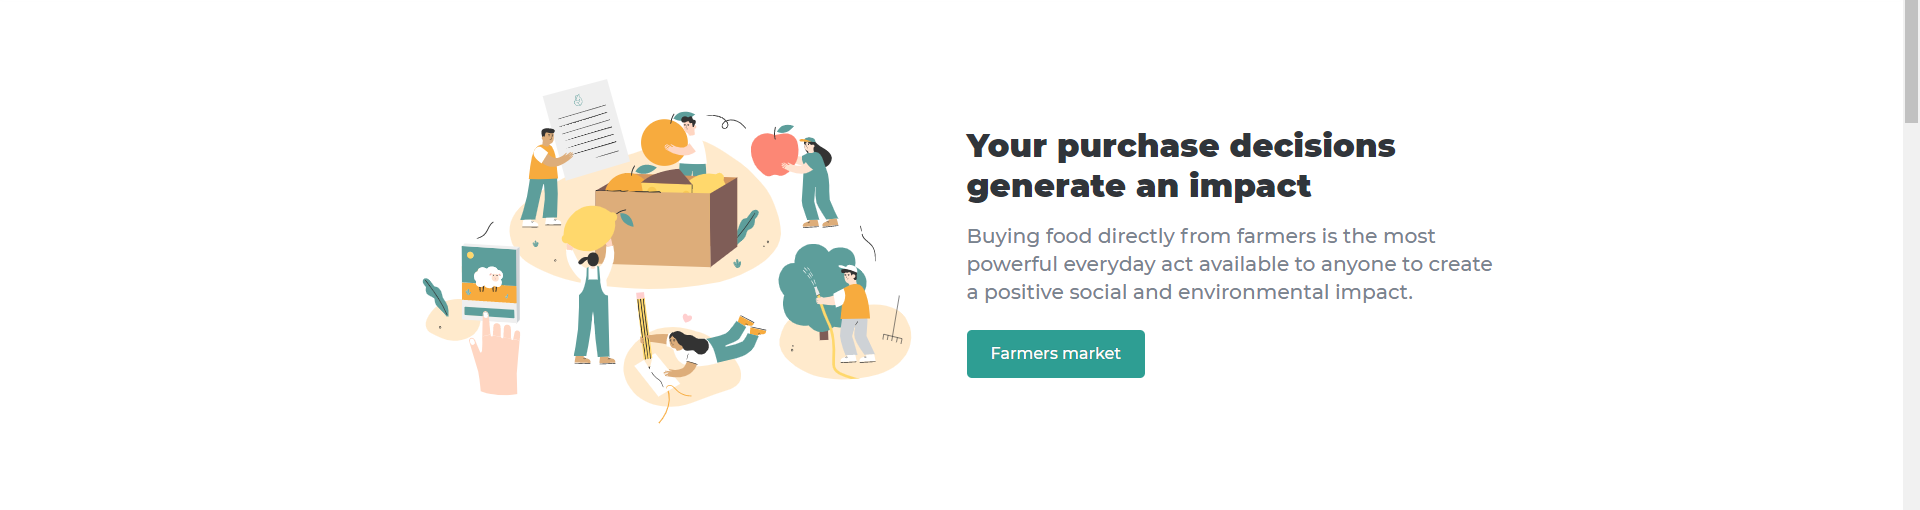 Your purchase decisions
generate an impact
Buying food directly from farmers is the most
powerful everyday act available to anyone to create
a positive social and environmental impact.
Farmers market